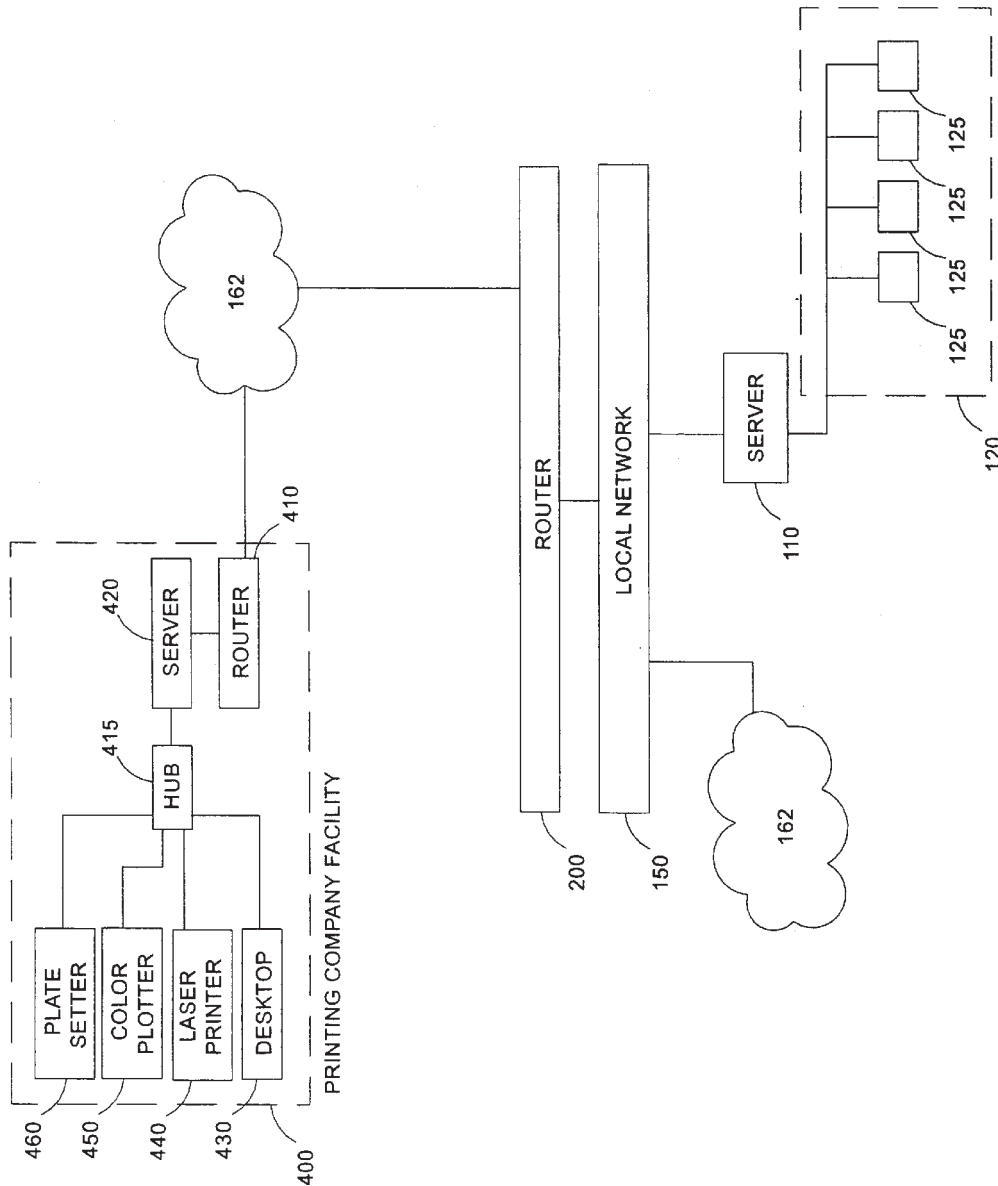 460
PLATE
SETTER
450
COLOR
PLOTTER
440
LASER
PRINTER
430
DESKTOP
400
415
HUB
420
SERVER
410
ROUTER
PRINTING COMPANY FACILITY
162
200
ROUTER
150
LOCAL NETWORK
162
110
SERVER
120
125
125
125
125